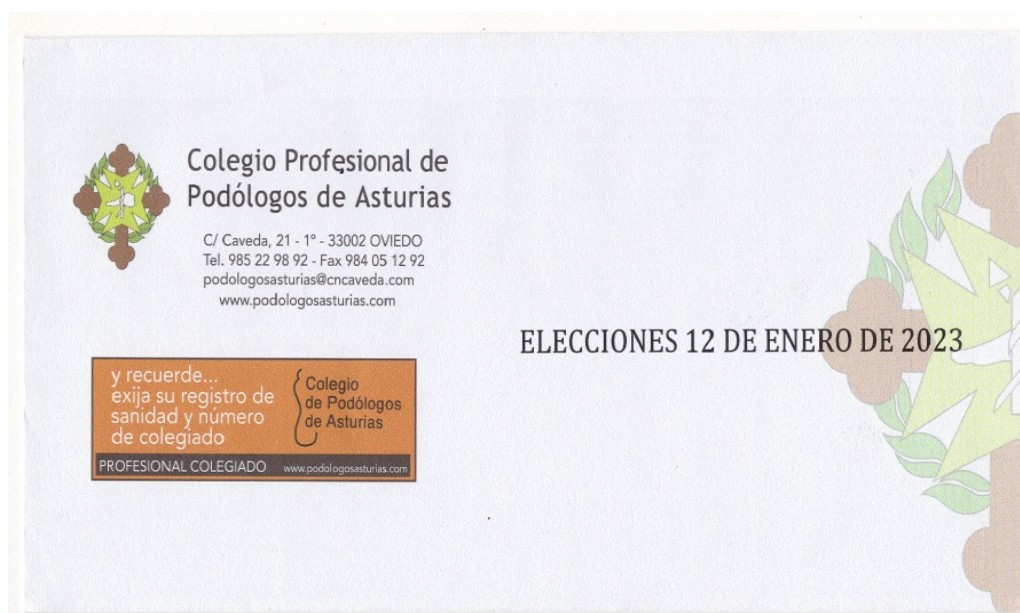 Colegio Profesional de
Podólogos de Asturias
C/ Caveda, 21 - 1º - 33002 OVIEDO
Tel. 985 22 98 92 - Fax 984 05 12 92
podologosasturias@cncaveda.com
www.podologosasturias.com
ELECCIONES 12 DE ENERO DE 2023
y recuerde...
exija su registro de
sanidad y número
de colegiado
Colegio
de Podólogos
de Asturias
PROFESIONAL COLEGIADO www.podologosasturias.com